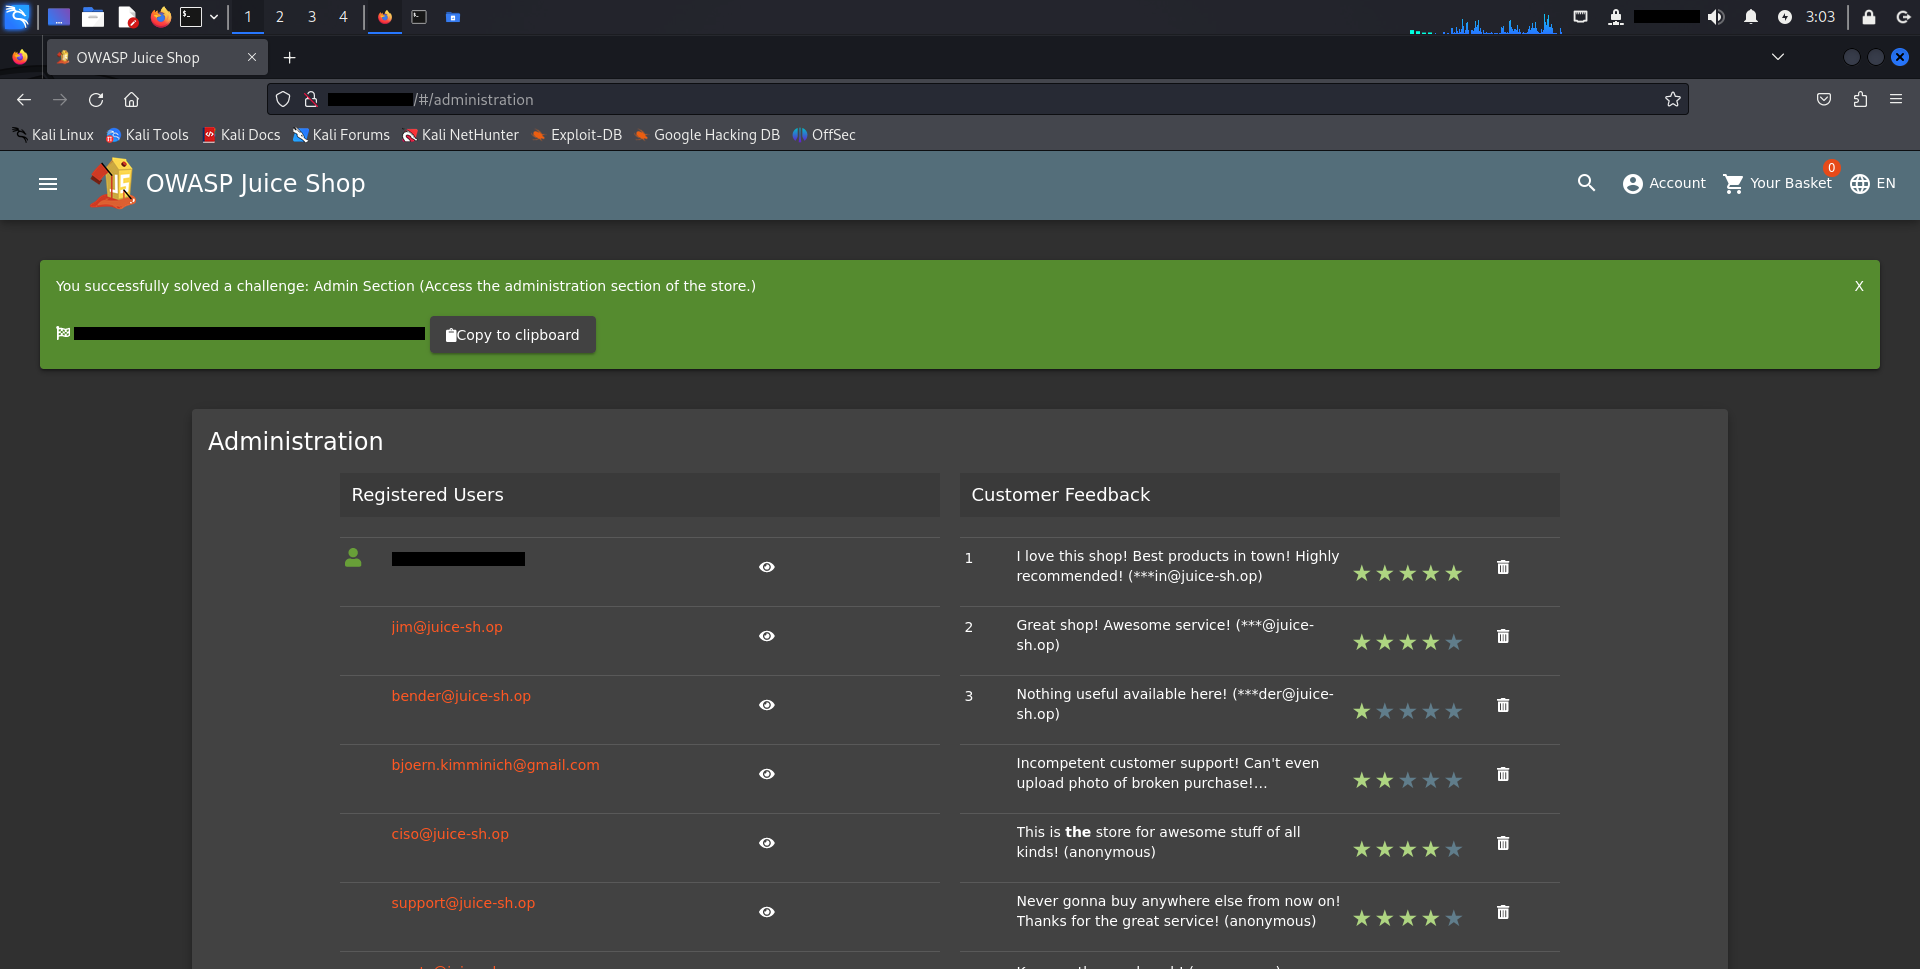 1 2 3 4
3:03
OWASP Juice Shop
/#/administration
Kali Linux Kali Tools Kali Docs Kali Forums Kali NetHunter Exploit-DB Google Hacking DB OffSec
OWASP Juice Shop
Account
0
Your Basket
EN
You successfully solved a challenge: Admin Section (Access the administration section of the store.)
X
Copy to clipboard
Administration
Registered Users
jim@juice-sh.op
bender@juice-sh.op
bjoern.kimminich@gmail.com
ciso@juice-sh.op
support@juice-sh.op
Customer Feedback
1
I love this shop! Best products in town! Highly
recommended! (***in@juice-sh.op)
2
Great shop! Awesome service! (***@juice-
sh.op)
3
Nothing useful available here! (***der@juice-
sh.op)
Incompetent customer support! Can't even
upload photo of broken purchase!...
This is the store for awesome stuff of all
kinds! (anonymous)
Never gonna buy anywhere else from now on!
Thanks for the great service! (anonymous)